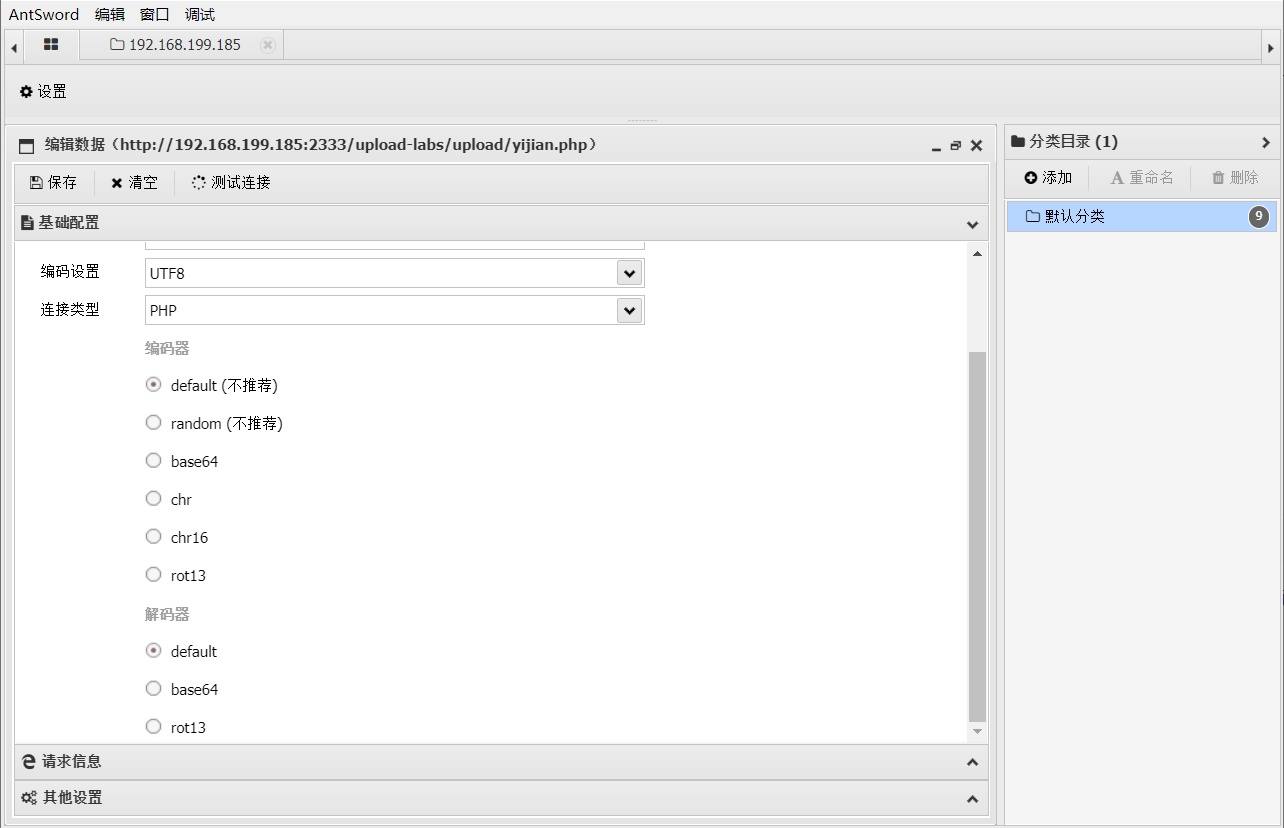 AntSword 编辑 窗口 调试
192.168.199.185
设置
编辑数据（http://192.168.199.185:2333/upload-labs/upload/yijian.php）
保存 清空 测试连接
基础配置
编码设置 UTF8
连接类型 PHP
编码器
default (不推荐)
random (不推荐)
base64
chr
chr16
rot13
解码器
default
base64
rot13
请求信息
其他设置
分类目录 (1)
添加 重命名 删除
默认分类 9